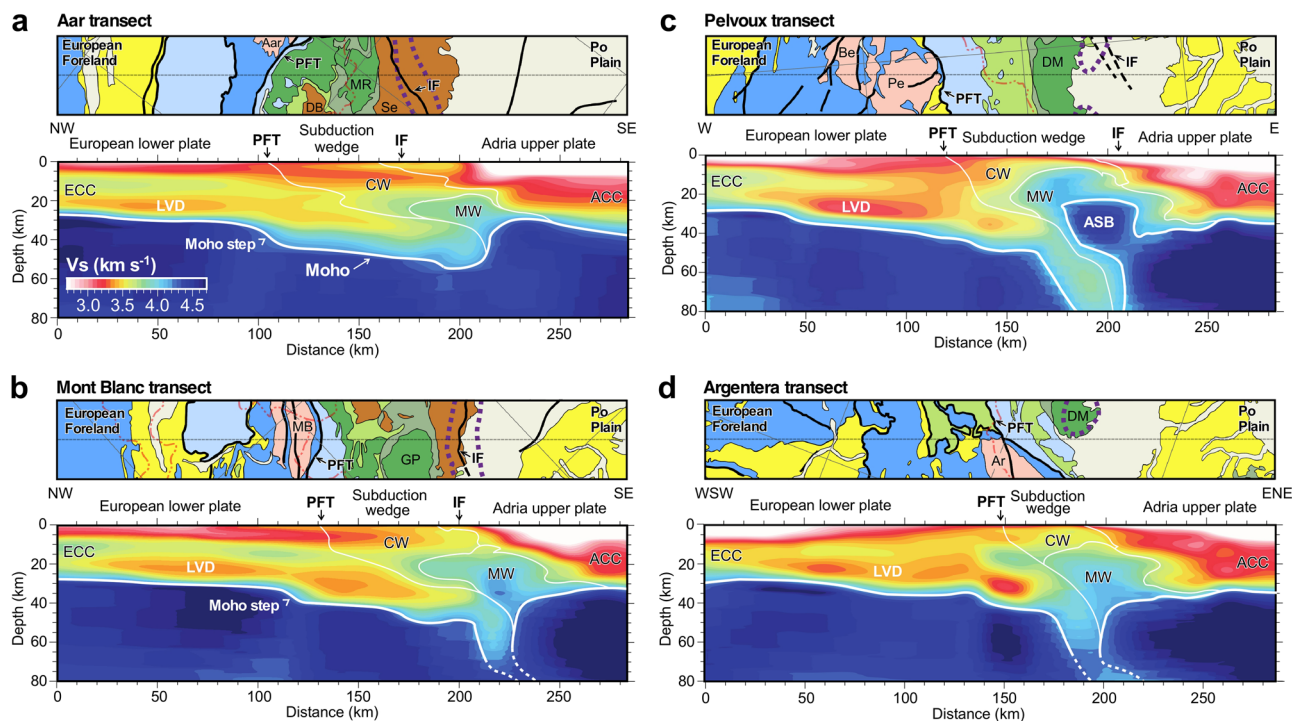 a Aar transect
European Foreland
Aar
PFT
MR
DB
Se
IF
Po Plain
NW
SE
European lower plate
PFT
Subduction wedge
IF
Adria upper plate
0
20
40
60
80
Depth (km)
ECC
LVD
CW
MW
ACC
Moho step
Moho
Vs (km s-1)
3.0 3.5 4.0 4.5
0 50 100 150 200 250
Distance (km)
b Mont Blanc transect
European Foreland
MB
PFT
GP
IF
Po Plain
NW
SE
European lower plate
PFT
Subduction wedge
IF
Adria upper plate
0
20
40
60
80
Depth (km)
ECC
LVD
CW
MW
ACC
Moho step
0 50 100 150 200 250
Distance (km)
c Pelvoux transect
European Foreland
Be
Pe
PFT
DM
IF
Po Plain
W
E
European lower plate
PFT
Subduction wedge
IF
Adria upper plate
0
20
40
60
80
Depth (km)
ECC
LVD
CW
MW
ASB
ACC
0 50 100 150 200 250
Distance (km)
d Argentera transect
European Foreland
PFT
Ar
DM
Po Plain
WSW
ENE
European lower plate
PFT
Subduction wedge
Adria upper plate
0
20
40
60
80
Depth (km)
ECC
LVD
CW
MW
ACC
0 50 100 150 200 250
Distance (km)